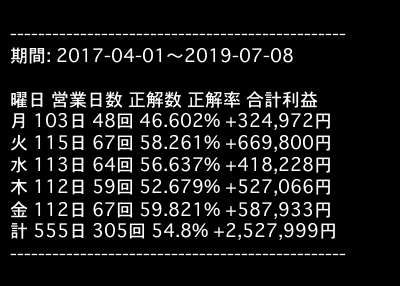 ------------------------------------------------
期間: 2017-04-01～2019-07-08
曜日 営業日数 正解数 正解率 合計利益
月 103日 48回 46.602% +324,972円
火 115日 67回 58.261% +669,800円
水 113日 64回 56.637% +418,228円
木 112日 59回 52.679% +527,066円
金 112日 67回 59.821% +587,933円
計 555日 305回 54.8% +2,527,999円
------------------------------------------------